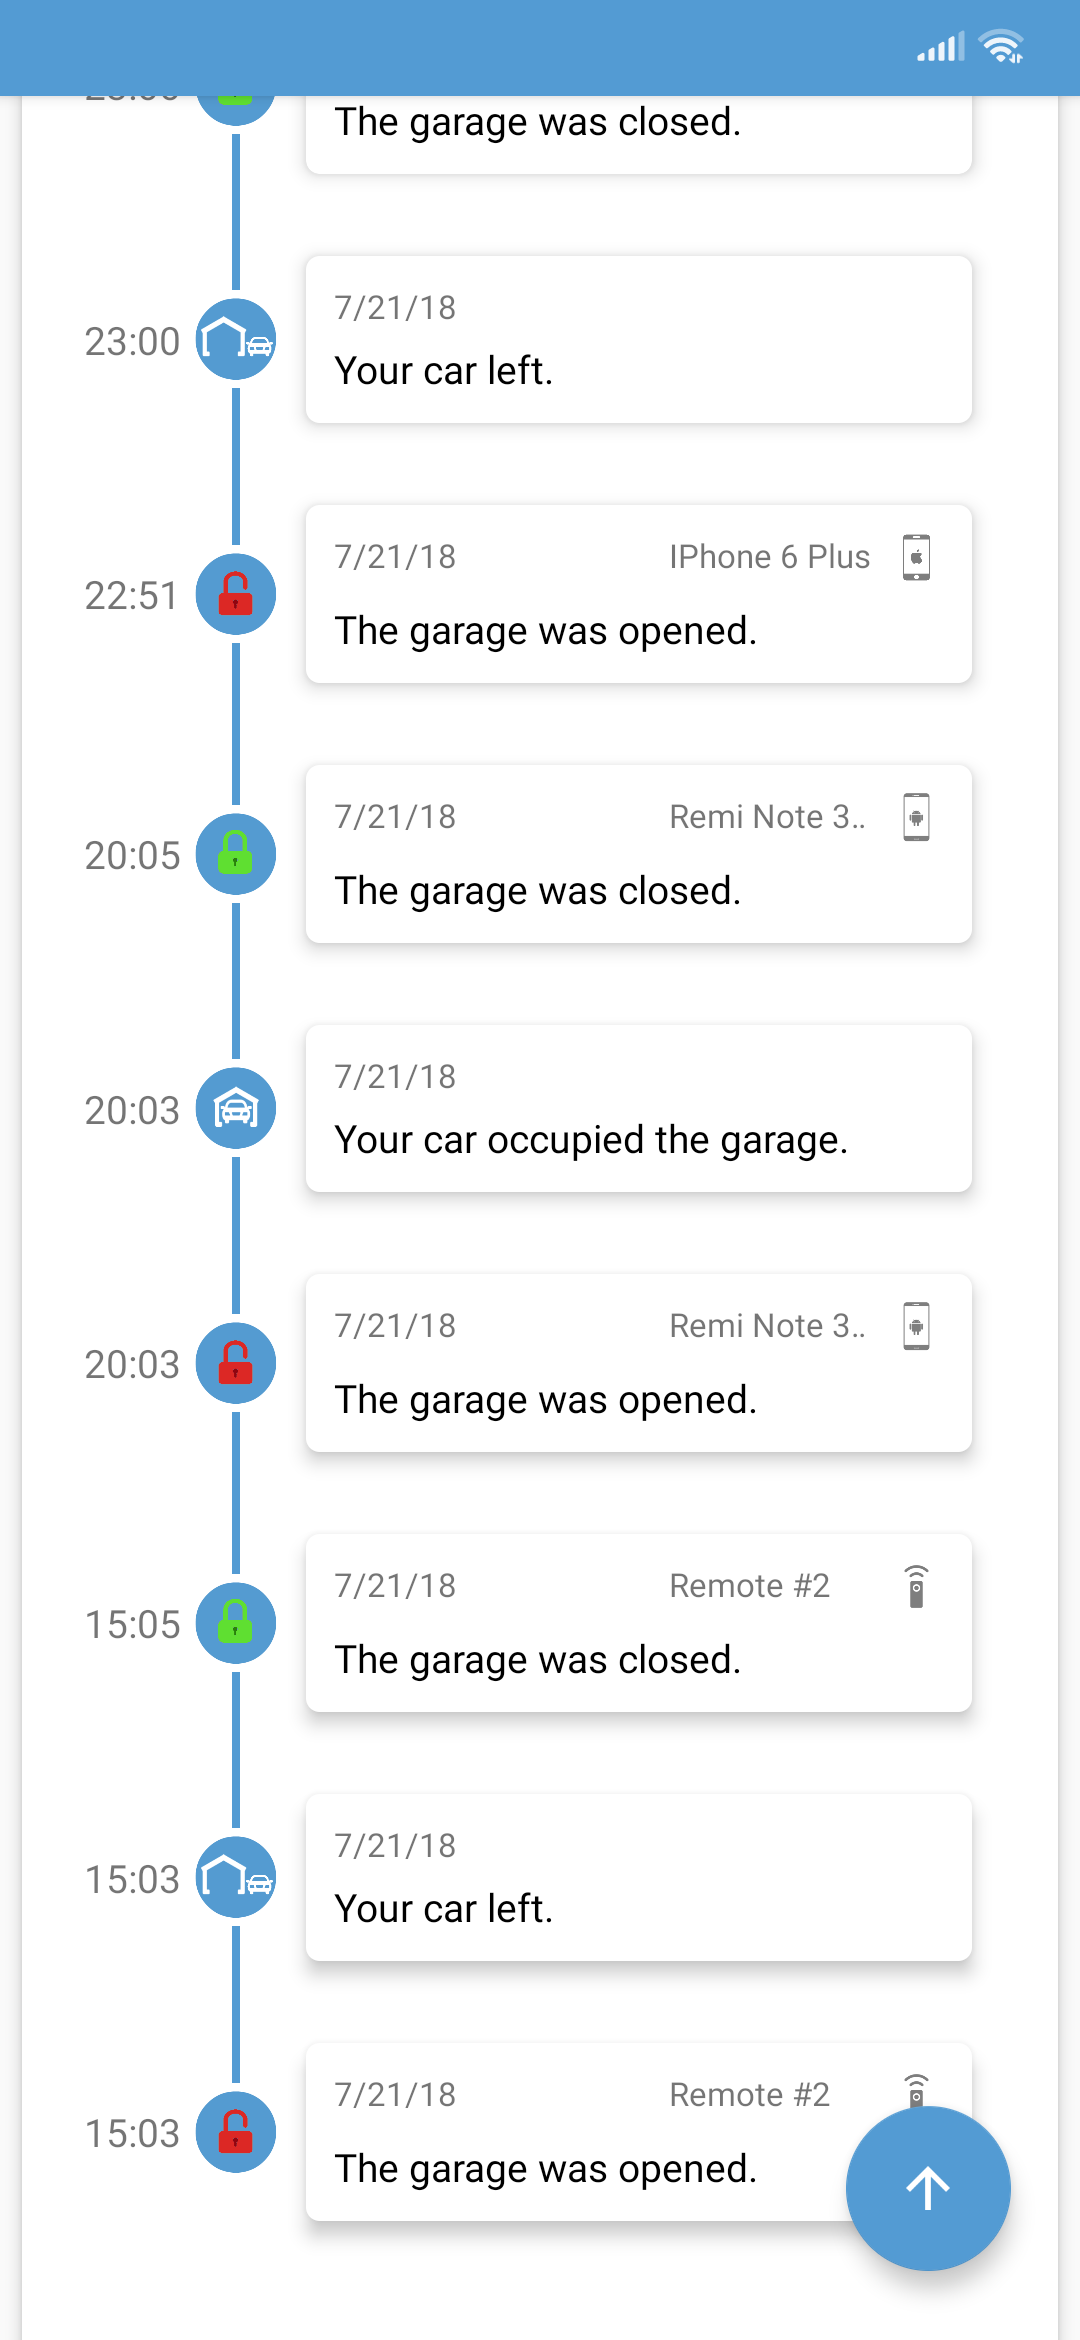 The garage was closed.
23:00
7/21/18
Your car left.
22:51
7/21/18 IPhone 6 Plus
The garage was opened.
20:05
7/21/18 Remi Note 3..
The garage was closed.
20:03
7/21/18
Your car occupied the garage.
20:03
7/21/18 Remi Note 3..
The garage was opened.
15:05
7/21/18 Remote #2
The garage was closed.
15:03
7/21/18
Your car left.
15:03
7/21/18 Remote #2
The garage was opened.